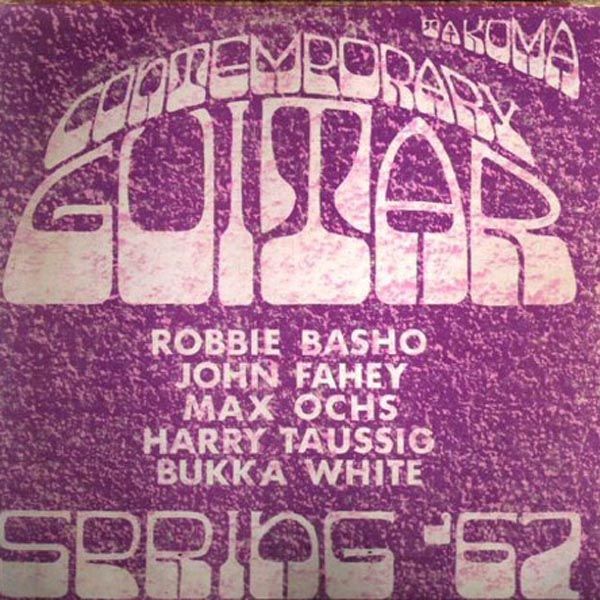 TAKOMA
CONTEMPORARY
GUITAR
ROBBIE BASHO
JOHN FAHEY
MAX OCHS
HARRY TAUSSIG
BUKKA WHITE
SPRING '67